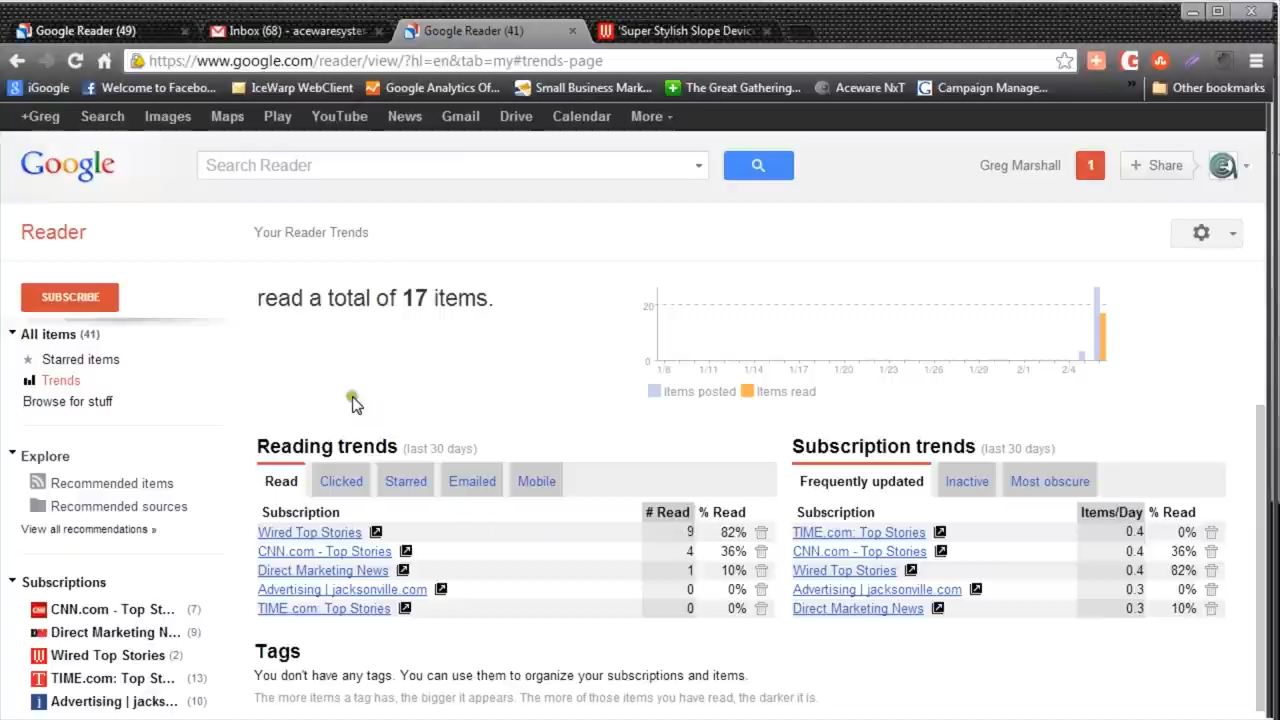 Google Reader (49) Inbox (68) - acewaresyster Google Reader (41) 'Super Stylish Slope Devic
https://www.google.com/reader/view/?hl=en&tab=my#trends-page
iGoogle Welcome to Facebo... IceWarp WebClient Google Analytics Of... Small Business Mark... The Great Gathering... Aceware NxT Campaign Manage... » Other bookmarks
+Greg Search Images Maps Play YouTube News Gmail Drive Calendar More
Google Search Reader Greg Marshall 1 + Share
Reader Your Reader Trends
SUBSCRIBE
read a total of 17 items.
20
0
1/6 1/11 1/14 1/17 1/20 1/23 1/26 1/29 2/1 2/4
Items posted Items read
All items (41)
Starred items
Trends
Browse for stuff
Explore
Recommended items
Recommended sources
View all recommendations »
Subscriptions
CNN.com - Top St... (7)
Direct Marketing N... (9)
Wired Top Stories (2)
TIME.com: Top St... (13)
Advertising | jacks... (10)
Reading trends (last 30 days)
Read Clicked Starred Emailed Mobile
Subscription # Read % Read
Wired Top Stories 9 82%
CNN.com - Top Stories 4 36%
Direct Marketing News 1 10%
Advertising | jacksonville.com 0 0%
TIME.com: Top Stories 0 0%
Subscription trends (last 30 days)
Frequently updated Inactive Most obscure
Subscription Items/Day % Read
TIME.com: Top Stories 0.4 0%
CNN.com - Top Stories 0.4 36%
Wired Top Stories 0.4 82%
Advertising | jacksonville.com 0.3 0%
Direct Marketing News 0.3 10%
Tags
You don't have any tags. You can use them to organize your subscriptions and items.
The more items a tag has, the bigger it appears. The more of those items you have read, the darker it is.